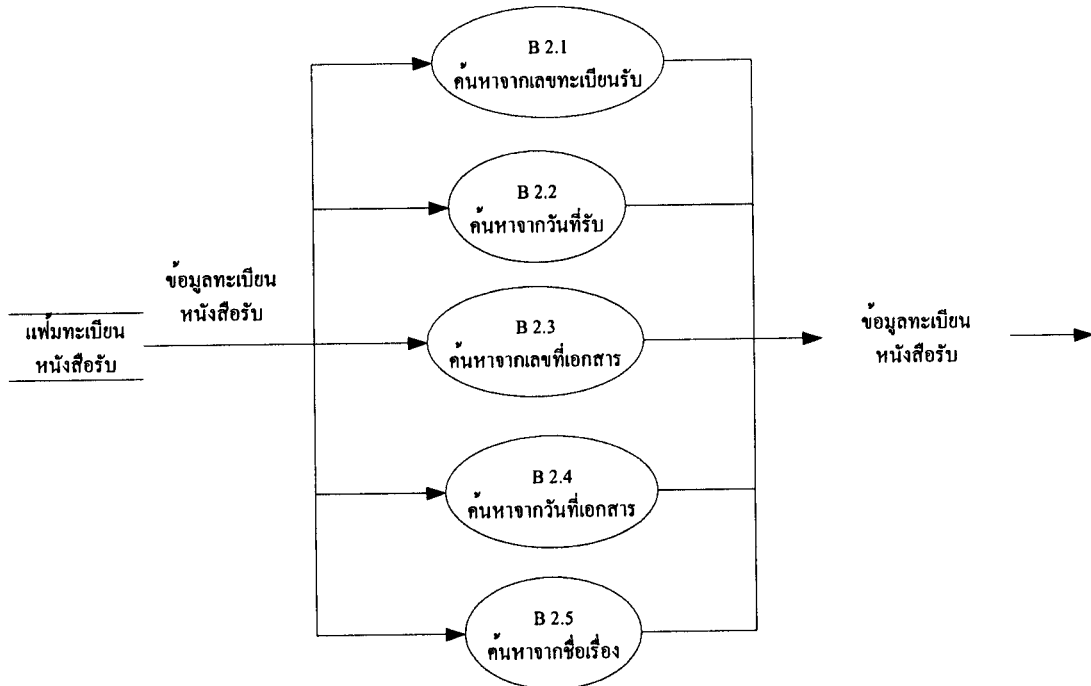 B 2.1
ค้นหาจากเลขทะเบียนรับ
B 2.2
ค้นหาจากวันที่รับ
ข้อมูลทะเบียน
หนังสือรับ
แฟ้มทะเบียน
หนังสือรับ
B 2.3
ค้นหาจากเลขที่เอกสาร
ข้อมูลทะเบียน
หนังสือรับ
B 2.4
ค้นหาจากวันที่เอกสาร
B 2.5
ค้นหาจากชื่อเรื่อง